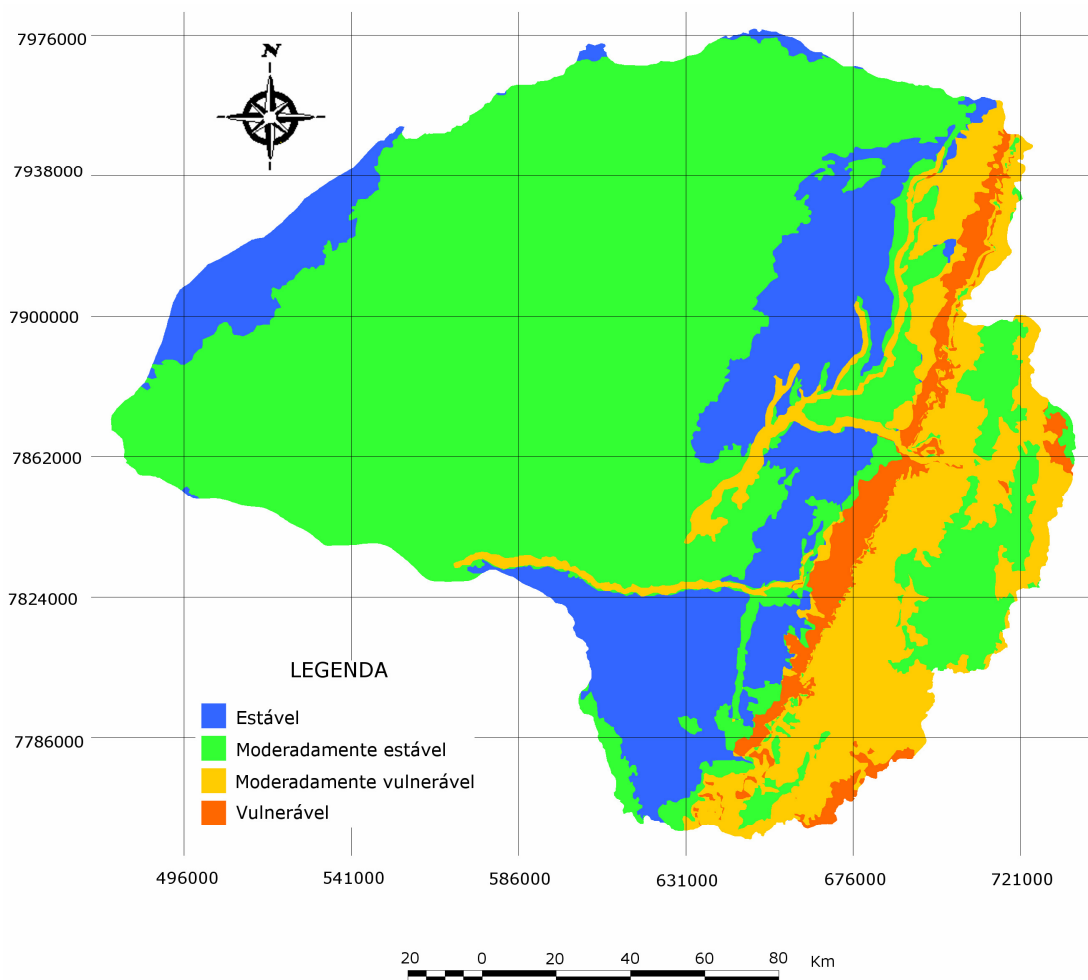 7976000
N
7938000
7900000
7862000
7824000
LEGENDA
Estável
7786000
Moderadamente estável
Moderadamente vulnerável
Vulnerável
496000 541000 586000 631000 676000 721000
20 0 20 40 60 80 Km